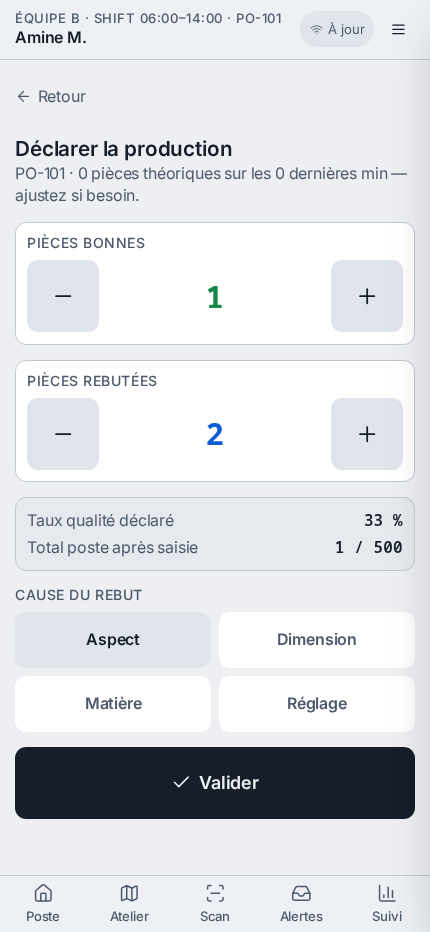 ÉQUIPE B · SHIFT 06:00–14:00 · PO-101
Amine M.
À jour
Retour
Déclarer la production
PO-101 · 0 pièces théoriques sur les 0 dernières min —
ajustez si besoin.
PIÈCES BONNES
− 1 +
PIÈCES REBUTÉES
− 2 +
Taux qualité déclaré 33 %
Total poste après saisie 1 / 500
CAUSE DU REBUT
Aspect Dimension
Matière Réglage
Valider
Poste Atelier Scan Alertes Suivi